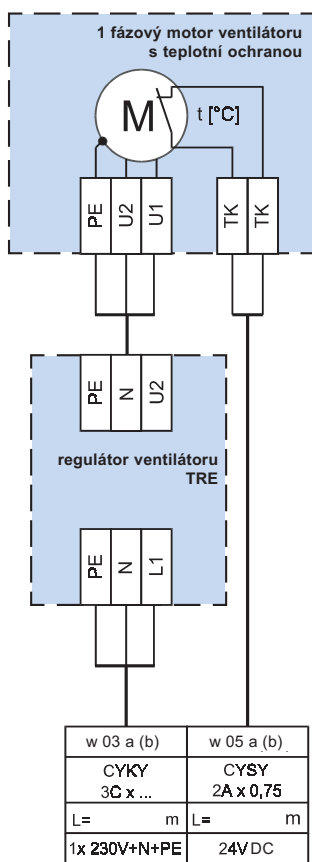 1 fázový motor ventilátoru
s teplotní ochranou
M
t [°C]
PE
U2
U1
TK
TK
PE
N
U2
regulátor ventilátoru
TRE
PE
N
L1
w 03 a (b)
w 05 a (b)
CYKY
3C x ...
CYSY
2A x 0,75
L= m
L= m
1x 230V+N+PE
24V DC